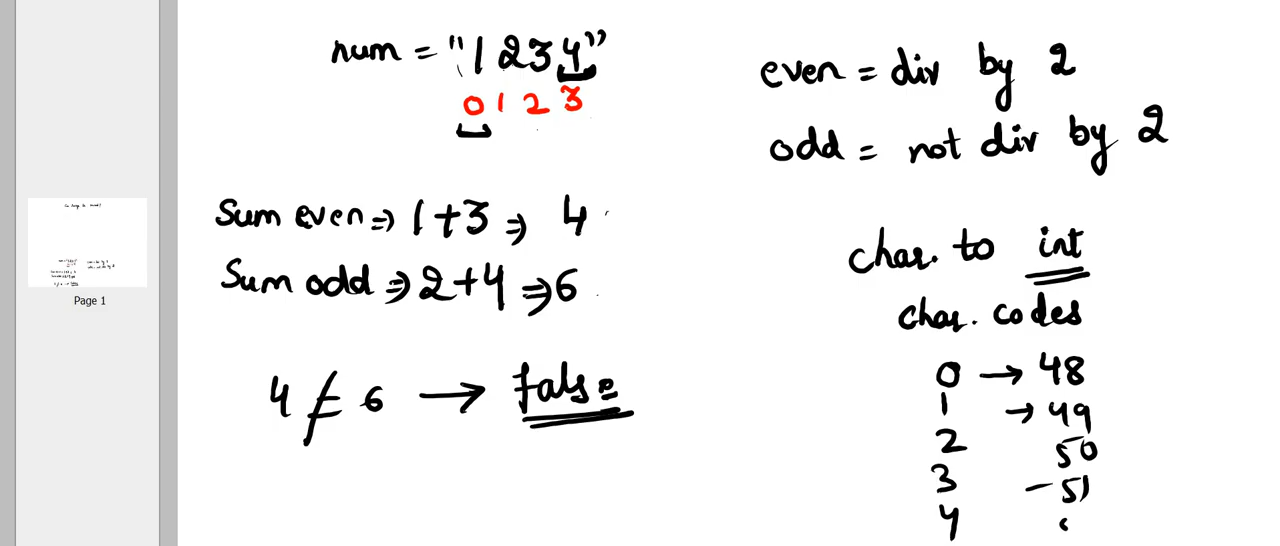 num = "1234"
0 1 2 3
Sum even => 1+3 => 4
Sum odd => 2+4 => 6
4 ≠ 6 → false
even = div by 2
odd = not div by 2
char. to int
char. codes
0 → 48
1 → 49
2 50
3 - 51
4
Page 1